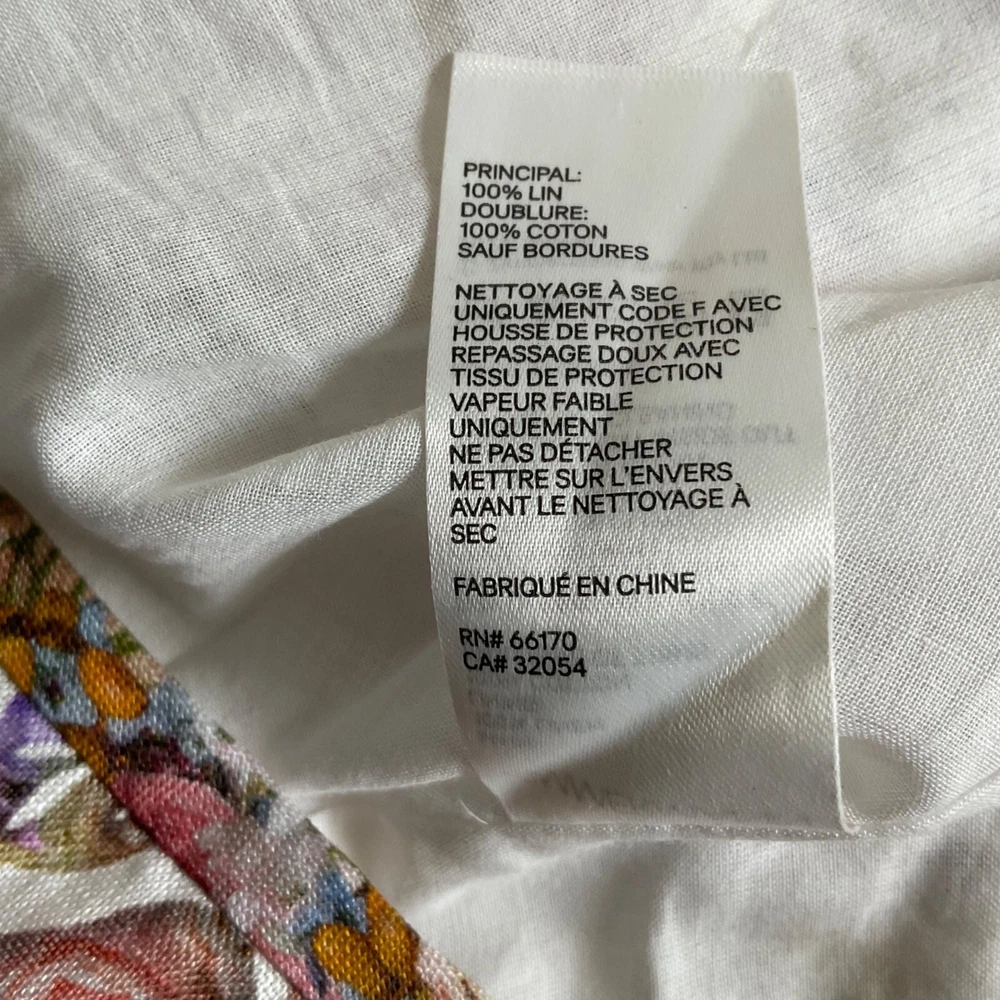 PRINCIPAL:
100% LIN
DOUBLURE:
100% COTON
SAUF BORDURES
NETTOYAGE À SEC
UNIQUEMENT CODE F AVEC
HOUSSE DE PROTECTION
REPASSAGE DOUX AVEC
TISSU DE PROTECTION
VAPEUR FAIBLE
UNIQUEMENT
NE PAS DÉTACHER
METTRE SUR L'ENVERS
AVANT LE NETTOYAGE À
SEC
FABRIQUÉ EN CHINE
RN# 66170
CA# 32054